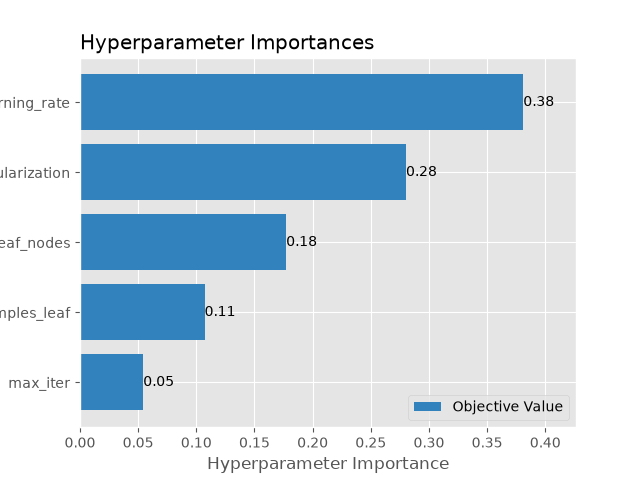 Hyperparameter Importances
rning_rate
0.38
ularization
0.28
eaf_nodes
0.18
mples_leaf
0.11
max_iter
0.05
Objective Value
0.00 0.05 0.10 0.15 0.20 0.25 0.30 0.35 0.40
Hyperparameter Importance